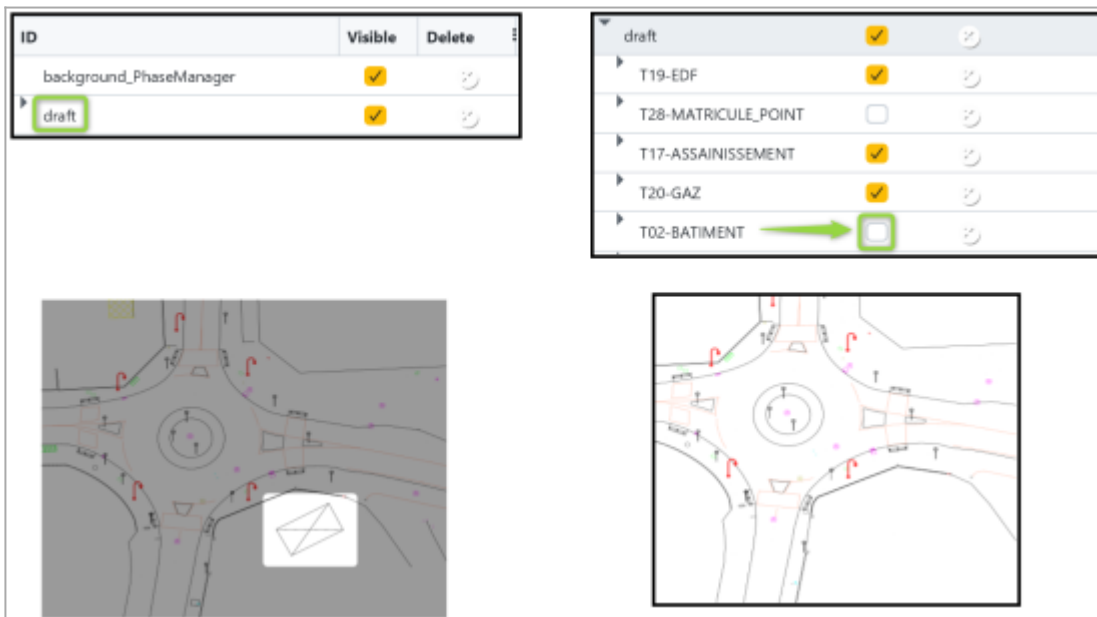 ID Visible Delete
background_PhaseManager
draft
draft
T19-EDF
T28-MATRICULE_POINT
T17-ASSAINISSEMENT
T20-GAZ
T02-BATIMENT